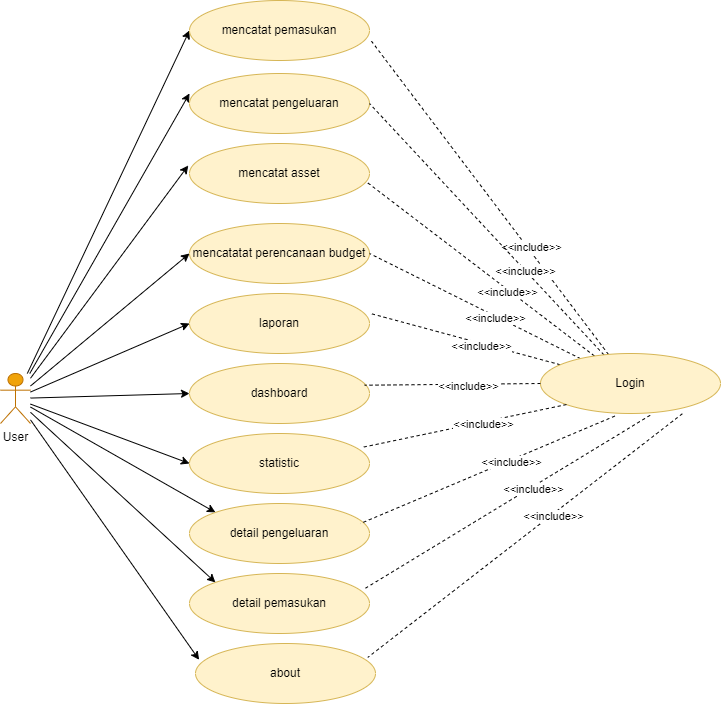 mencatat pemasukan
mencatat pengeluaran
mencatat asset
mencatatat perencanaan budget
laporan
dashboard
statistic
detail pengeluaran
detail pemasukan
about
User
Login
<<include>>
<<include>>
<<include>>
<<include>>
<<include>>
<<include>>
<<include>>
<<include>>
<<include>>
<<include>>